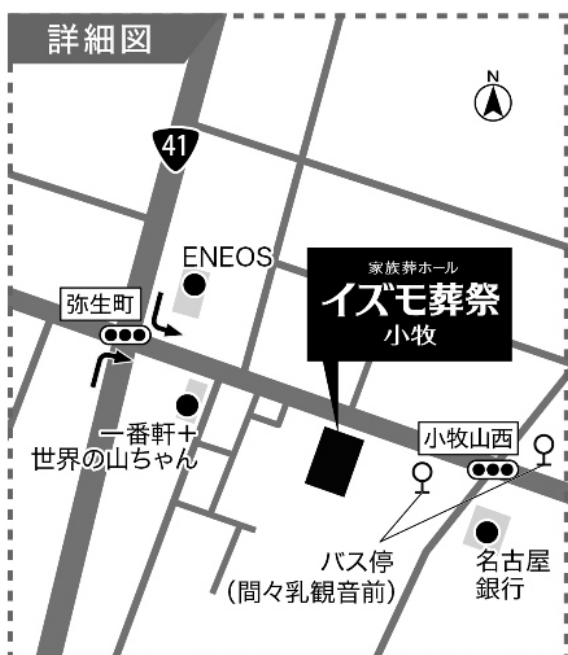 詳細図
N
41
ENEOS
家族葬ホール
イズモ葬祭
小牧
弥生町
一番軒＋
世界の山ちゃん
小牧山西
バス停
（間々乳観音前）
名古屋
銀行